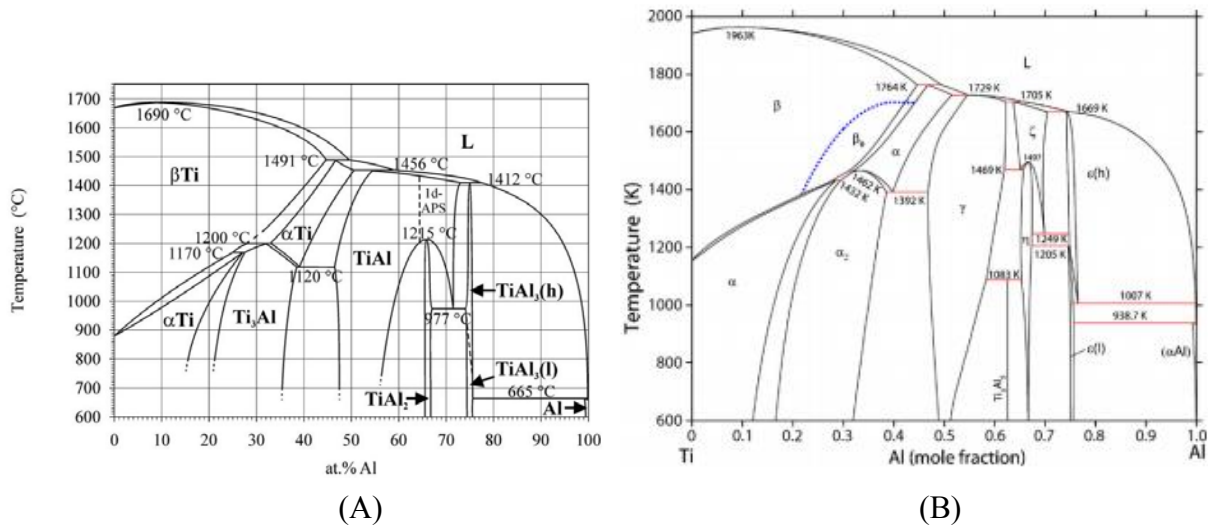 1700
1600
1500
1400
1300
1200
1100
1000
900
800
700
600
Temperature (°C)
0 10 20 30 40 50 60 70 80 90 100
at.% Al
1690 °C
L
1491 °C
1456 °C
1412 °C
βTi
1d-
APS
αTi
1200 °C
1215 °C
1170 °C
TiAl
1120 °C
TiAl₃(h)
αTi
Ti₃Al
977 °C
TiAl₃(l)
665 °C
TiAl₂
Al
(A)
2000
1800
1600
1400
1200
1000
800
600
Temperature (K)
0 0.1 0.2 0.3 0.4 0.5 0.6 0.7 0.8 0.9 1.0
Ti
Al (mole fraction)
Al
1963K
L
1764 K
1729 K
1705 K
1669 K
β
ζ
β₀
α
1469 K
1462 K
1432 K
1392 K
ε(h)
γ
η
1249 K
1205 K
α₂
1083 K
α
1007 K
938.7 K
ε(l)
(αAl)
(B)